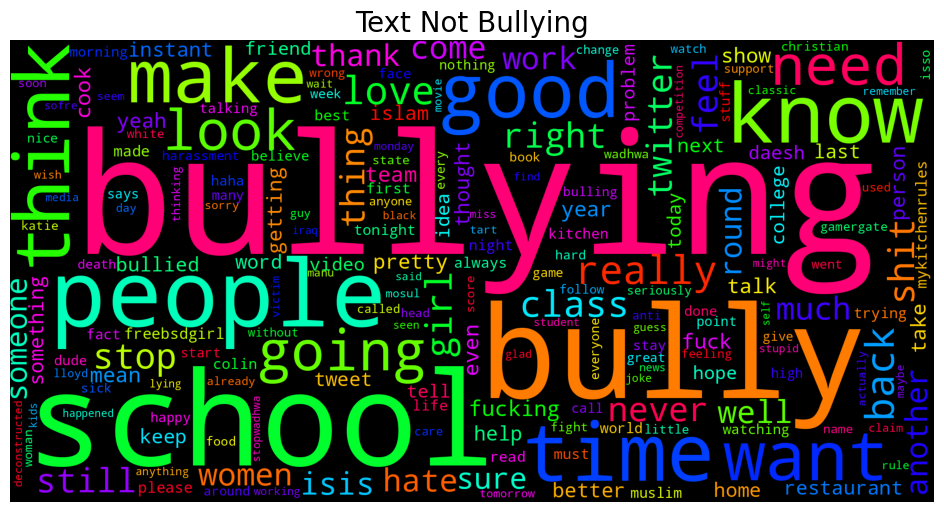 Text Not Bullying
bullying
bully
school
people
think
make
good
know
need
time
want
going
look
love
thank
come
work
feel
twitter
right
really
class
stop
still
women
isis
hate
sure
never
well
back
shit
another
someone
something
cook
instant
friend
morning
soon
sofre
seem
nice
yeah
wish
made
media
katie
says
day
talking
wrong
wait
week
face
change
nothing
problem
movie
best
islam
white
harassment
believe
thing
state
monday
team
first
thought
idea
every
book
wadhwa
find
bulling
next
show
support
stuff
competition
watch
christian
classic
remember
isso
daesh
last
person
used
college
gamergate
mykitchenrules
round
today
year
kitchen
miss
tart
night
anyone
black
tonight
many
haha
sorry
thinking
getting
guy
iraq
death
bullied
word
video
pretty
always
hard
game
said
mosul
seen
called
head
score
even
girl
manu
victim
without
fact
freebsdgirl
dude
start
mean
colin
tweet
lloyd
sick
lying
already
tell
life
happened
happy
keep
food
stopwadhwa
care
fucking
help
read
kids
woman
deconstructed
please
anything
around
working
tomorrow
call
fight
world
little
must
better
muslim
home
restaurant
watching
name
claim
rule
high
stupid
maybe
actually
give
trying
take
much
talk
might
went
self
point
done
seriously
follow
student
everyone
anti
guess
stay
great
news
joke
fuck
feeling
hope
glad